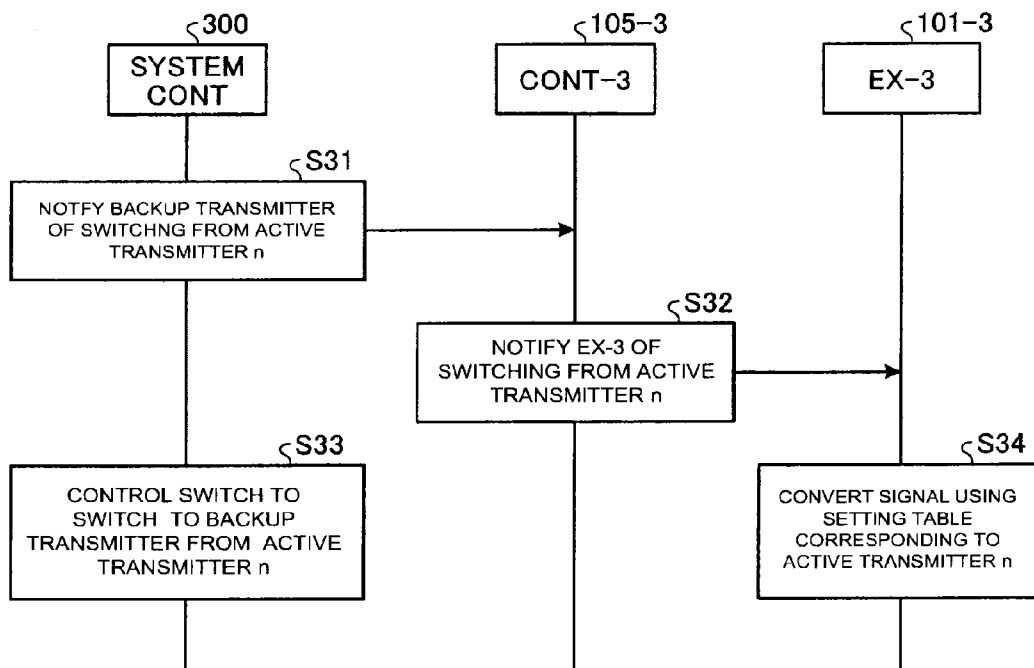 300
SYSTEM
CONT
105-3
CONT-3
101-3
EX-3
S31
NOTFY BACKUP TRANSMITTER
OF SWITCHNG FROM ACTIVE
TRANSMITTER n
S32
NOTIFY EX-3 OF
SWITCHING FROM ACTIVE
TRANSMITTER n
S33
CONTROL SWITCH TO
SWITCH TO BACKUP
TRANSMITTER FROM ACTIVE
TRANSMITTER n
S34
CONVERT SIGNAL USING
SETTING TABLE
CORRESPONDING TO
ACTIVE TRANSMITTER n